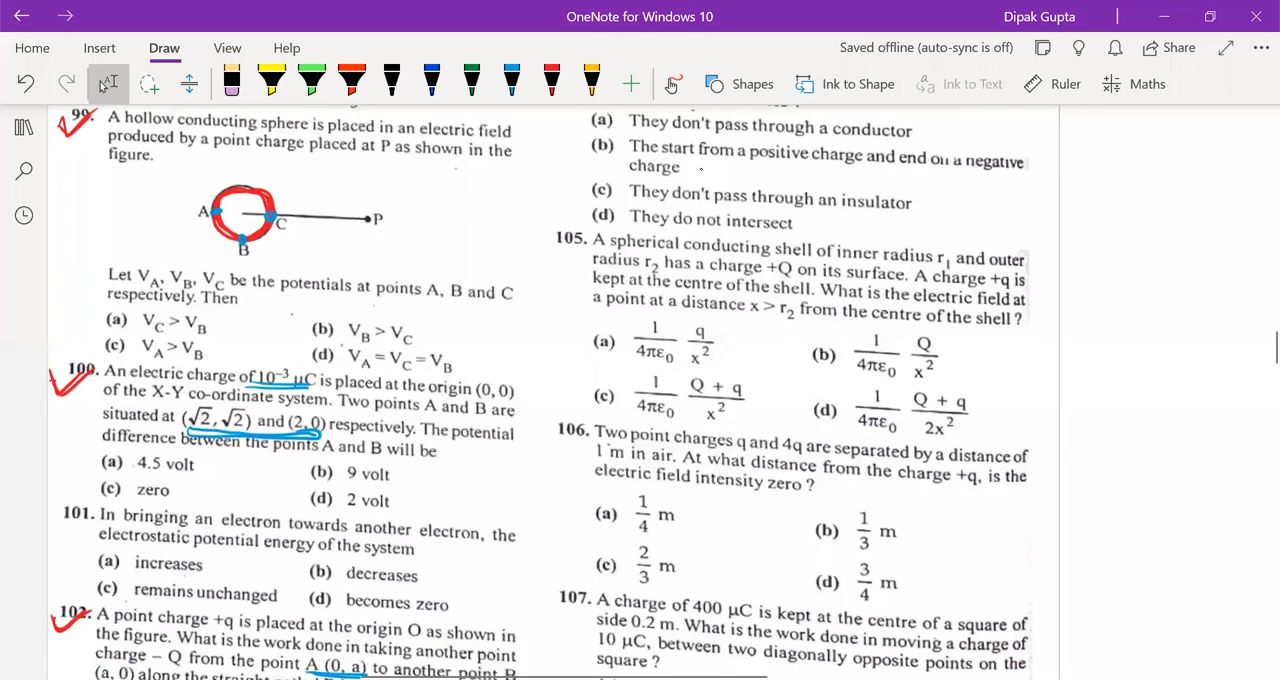 OneNote for Windows 10
Dipak Gupta
Home Insert Draw View Help
Saved offline (auto-sync is off)
Share
Shapes
Ink to Shape
Ink to Text
Ruler
Maths
99. A hollow conducting sphere is placed in an electric field
produced by a point charge placed at P as shown in the
figure.
A
C
P
B
Let V_A, V_B, V_C be the potentials at points A, B and C
respectively. Then
(a) V_C > V_B
(b) V_B > V_C
(c) V_A > V_B
(d) V_A = V_C = V_B
100. An electric charge of 10⁻³ μC is placed at the origin (0, 0)
of the X-Y co-ordinate system. Two points A and B are
situated at (√2, √2) and (2, 0) respectively. The potential
difference between the points A and B will be
(a) 4.5 volt
(b) 9 volt
(c) zero
(d) 2 volt
101. In bringing an electron towards another electron, the
electrostatic potential energy of the system
(a) increases
(b) decreases
(c) remains unchanged
(d) becomes zero
102. A point charge +q is placed at the origin O as shown in
the figure. What is the work done in taking another point
charge – Q from the point A (0, a) to another point B
(a, 0) along the
(a) They don't pass through a conductor
(b) The start from a positive charge and end on a negative
charge
(c) They don't pass through an insulator
(d) They do not intersect
105. A spherical conducting shell of inner radius r₁ and outer
radius r₂ has a charge +Q on its surface. A charge +q is
kept at the centre of the shell. What is the electric field at
a point at a distance x > r₂ from the centre of the shell ?
(a) 1/4πε₀ q/x²
(b) 1/4πε₀ Q/x²
(c) 1/4πε₀ Q + q/x²
(d) 1/4πε₀ Q + q/2x²
106. Two point charges q and 4q are separated by a distance of
1 m in air. At what distance from the charge +q, is the
electric field intensity zero ?
(a) 1/4 m
(b) 1/3 m
(c) 2/3 m
(d) 3/4 m
107. A charge of 400 μC is kept at the centre of a square of
side 0.2 m. What is the work done in moving a charge of
10 μC, between two diagonally opposite points on the
square ?